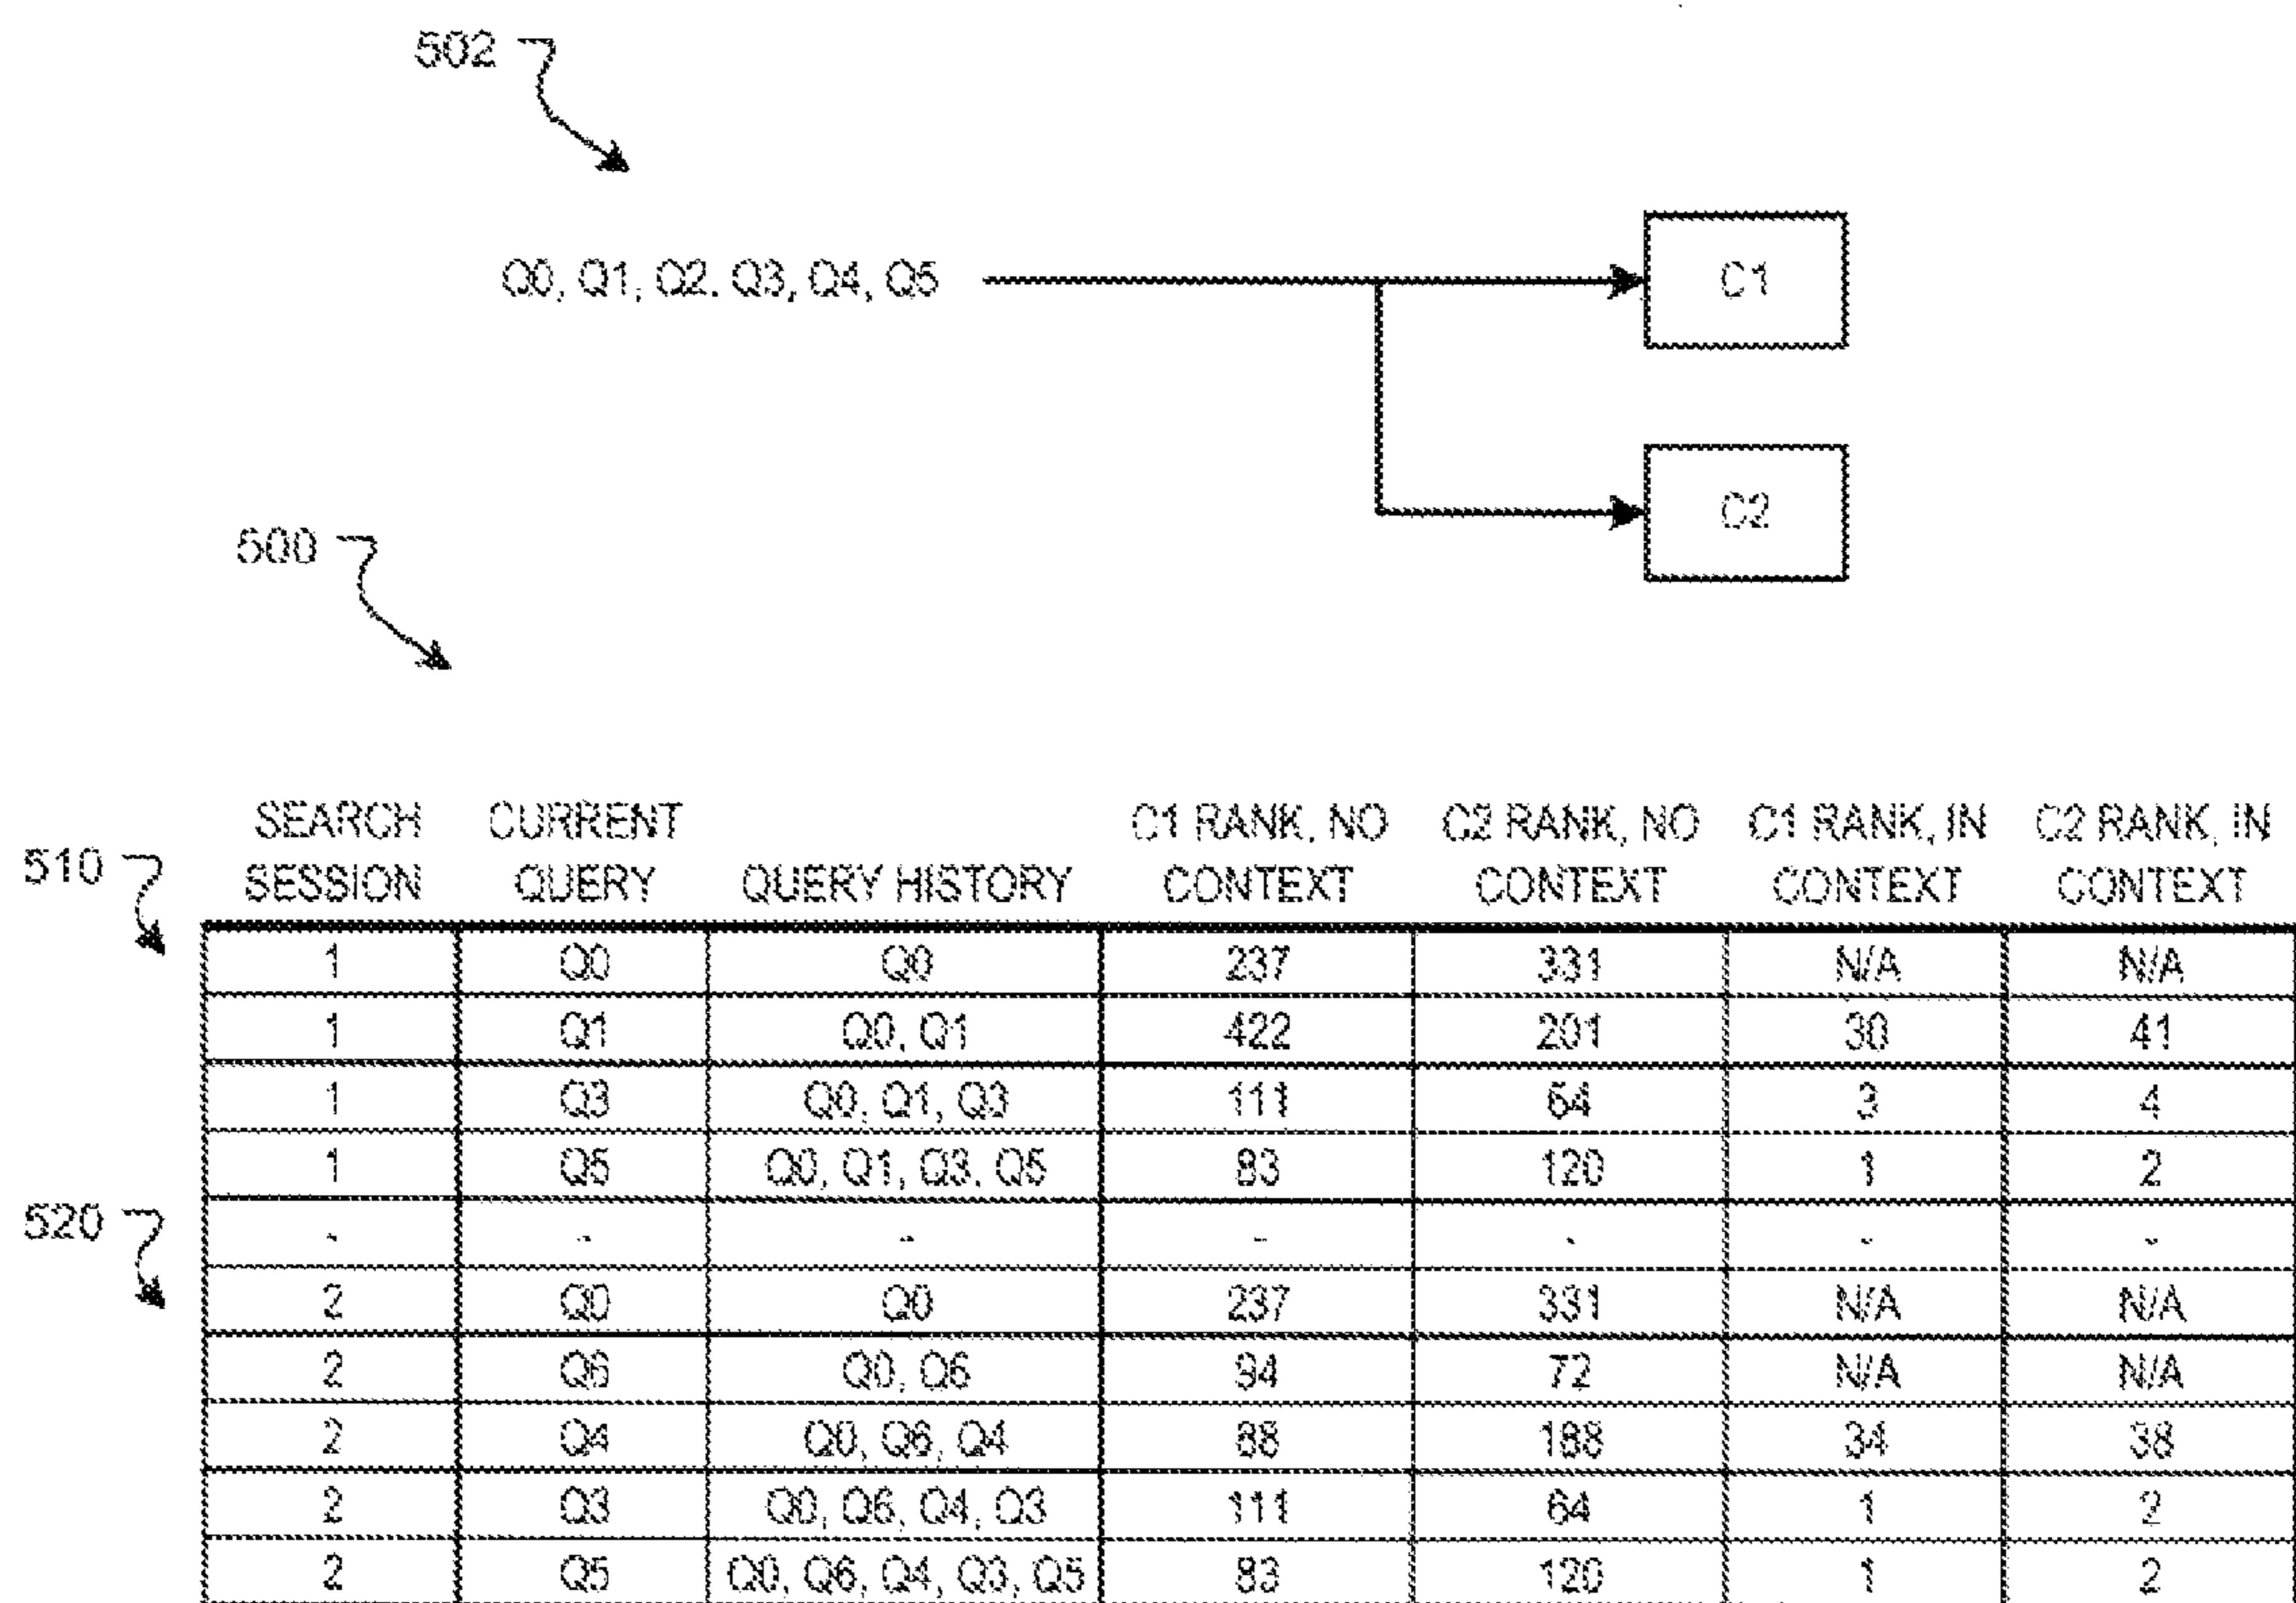 502
Q0, Q1, Q2. Q3, Q4, Q5
C1
C2
500
SEARCH SESSION CURRENT QUERY QUERY HISTORY C1 RANK, NO CONTEXT C2 RANK, NO CONTEXT C1 RANK, IN CONTEXT C2 RANK, IN CONTEXT
510
1 Q0 Q0 237 331 N/A N/A
1 Q1 Q0, Q1 422 201 30 41
1 Q3 Q0, Q1, Q3 111 64 3 4
1 Q5 Q0, Q1, Q3. Q5 83 120 1 2
520
- - - - - - -
2 Q0 Q0 237 331 N/A N/A
2 Q6 Q0, Q6 94 72 N/A N/A
2 Q4 Q0, Q6, Q4 88 188 34 38
2 Q3 Q0, Q6, Q4, Q3 111 64 1 2
2 Q5 Q0, Q6, Q4, Q3, Q5 83 120 1 2